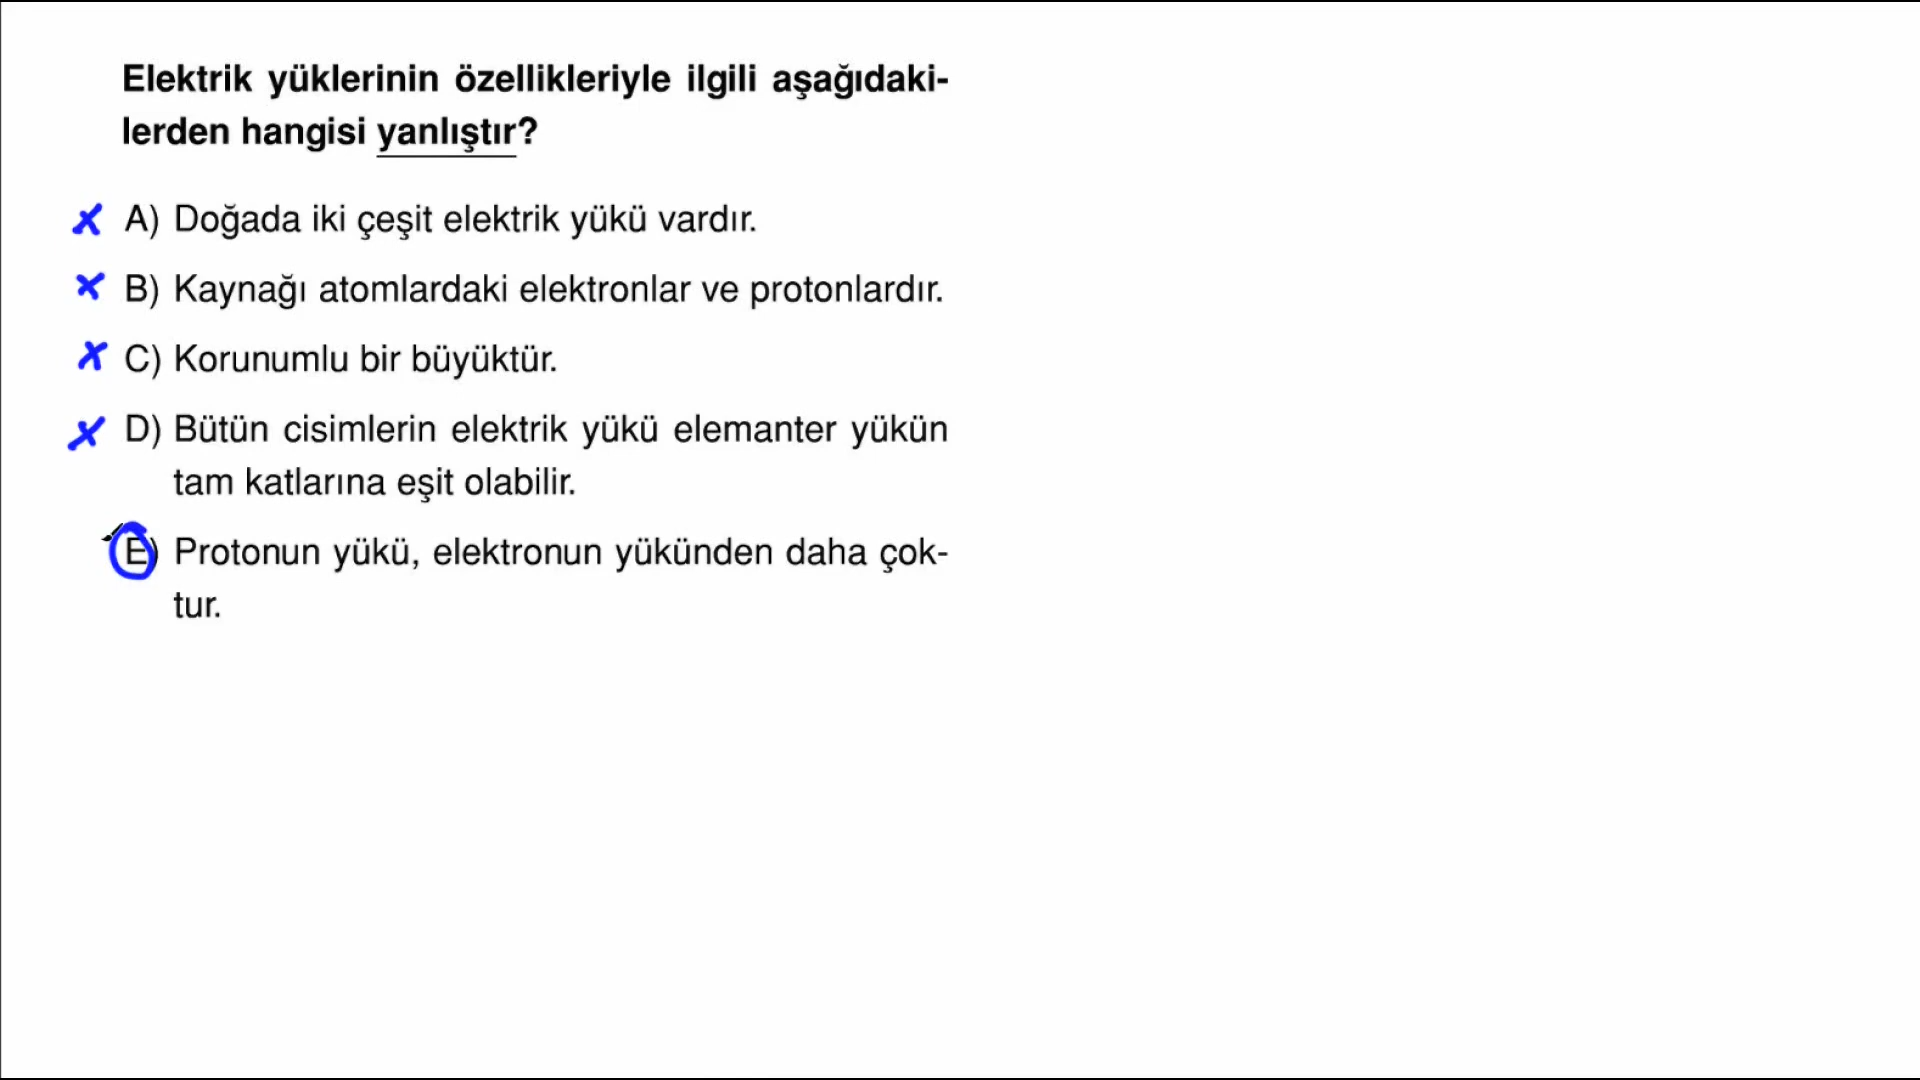 Elektrik yüklerinin özellikleriyle ilgili aşağıdaki-
lerden hangisi yanlıştır?
A) Doğada iki çeşit elektrik yükü vardır.
B) Kaynağı atomlardaki elektronlar ve protonlardır.
C) Korunumlu bir büyüktür.
D) Bütün cisimlerin elektrik yükü elemanter yükün
tam katlarına eşit olabilir.
E) Protonun yükü, elektronun yükünden daha çok-
tur.